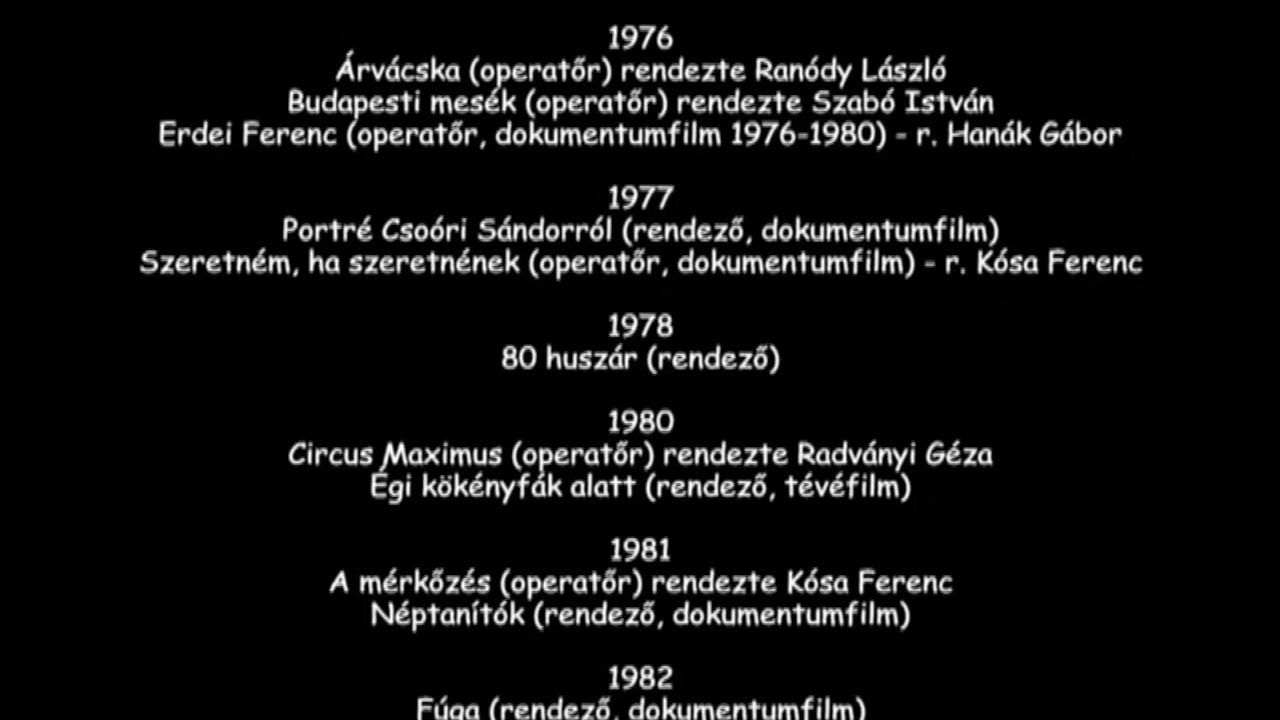 1976
Árvácska (operatőr) rendezte Ranódy László
Budapesti mesék (operatőr) rendezte Szabó István
Erdei Ferenc (operatőr, dokumentumfilm 1976-1980) - r. Hanák Gábor
1977
Portré Csoóri Sándorról (rendező, dokumentumfilm)
Szeretném, ha szeretnének (operatőr, dokumentumfilm) - r. Kósa Ferenc
1978
80 huszár (rendező)
1980
Circus Maximus (operatőr) rendezte Radványi Géza
Égi kökényfák alatt (rendező, tévéfilm)
1981
A mérkőzés (operatőr) rendezte Kósa Ferenc
Néptanítók (rendező, dokumentumfilm)
1982
Fúga (rendező, dokumentumfilm)